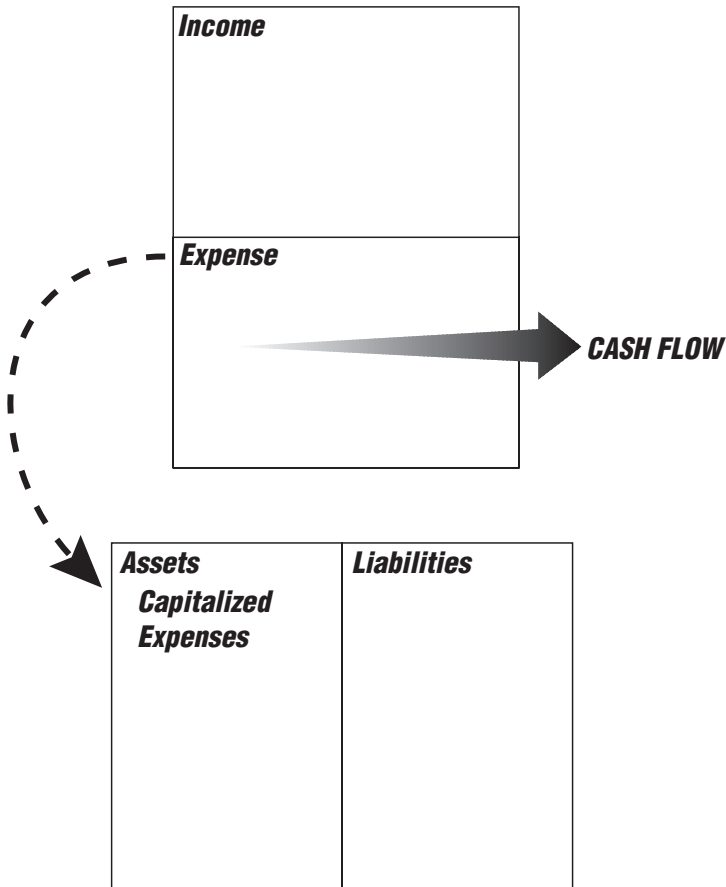 Income
Expense
CASH FLOW
Assets
Capitalized
Expenses
Liabilities